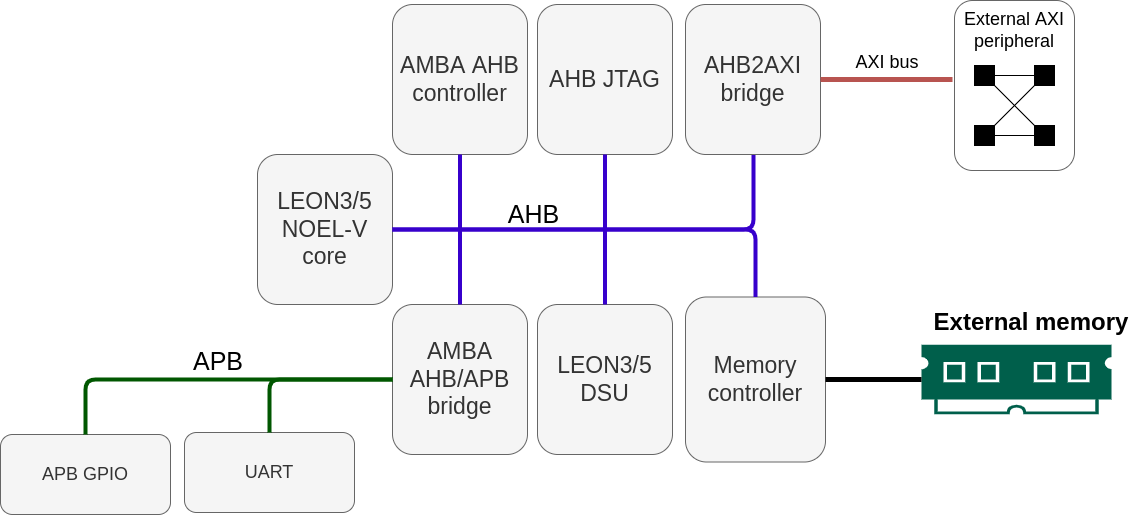 AMBA AHB
controller
AHB JTAG
AHB2AXI
bridge
AXI bus
External AXI
peripheral
LEON3/5
NOEL-V
core
AHB
AMBA
AHB/APB
bridge
LEON3/5
DSU
Memory
controller
External memory
APB
APB GPIO
UART